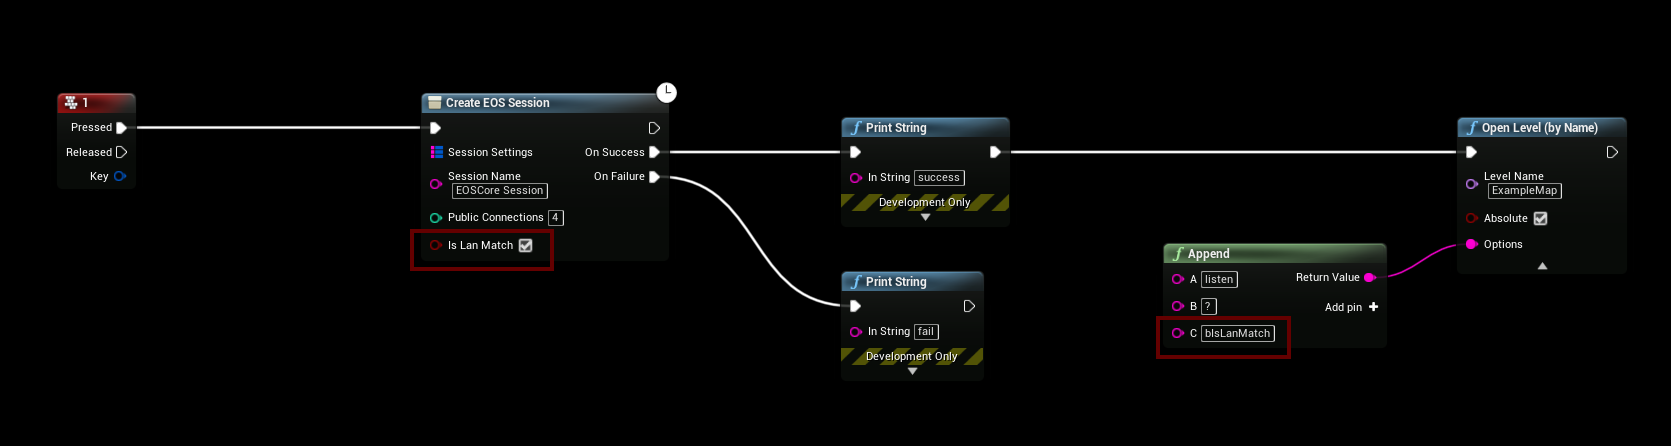 1
Pressed
Released
Key
Create EOS Session
Session Settings
On Success
Session Name
EOSCore Session
On Failure
Public Connections 4
Is Lan Match
Print String
In String success
Development Only
Print String
In String fail
Development Only
Append
A listen
Return Value
B ?
Add pin
C bIsLanMatch
Open Level (by Name)
Level Name
ExampleMap
Absolute
Options